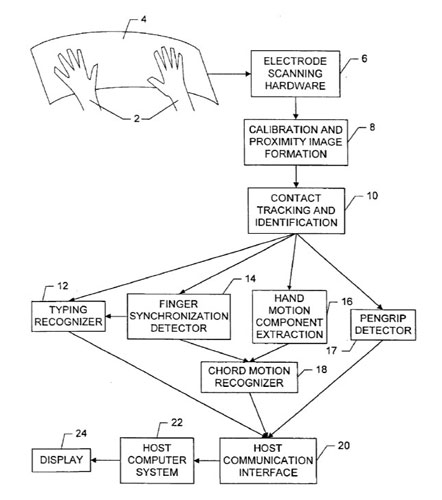 4
2
6
ELECTRODE
SCANNING
HARDWARE
8
CALIBRATION AND
PROXIMITY IMAGE
FORMATION
10
CONTACT
TRACKING AND
IDENTIFICATION
12
TYPING
RECOGNIZER
14
FINGER
SYNCHRONIZATION
DETECTOR
16
HAND
MOTION
COMPONENT
EXTRACTION
PENGRIP
DETECTOR
17
CHORD MOTION
RECOGNIZER
18
24
DISPLAY
22
HOST
COMPUTER
SYSTEM
HOST
COMMUNICATION
INTERFACE
20